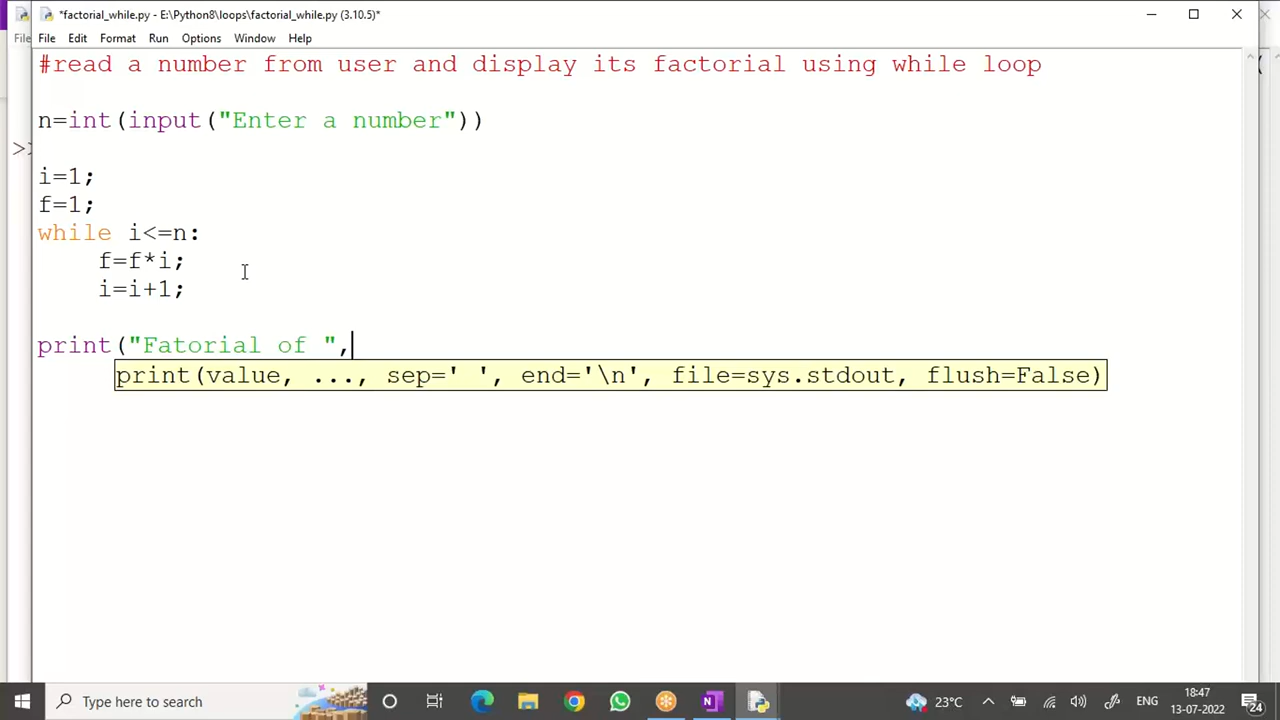 *factorial_while.py - E:\Python8\loops\factorial_while.py (3.10.5)*
File
File Edit Format Run Options Window Help
#read a number from user and display its factorial using while loop
n=int(input("Enter a number"))
i=1;
f=1;
while i<=n:
f=f*i;
i=i+1;
print("Fatorial of ",
print(value, ..., sep=' ', end='\n', file=sys.stdout, flush=False)
Type here to search
23°C
ENG
18:47
13-07-2022
24